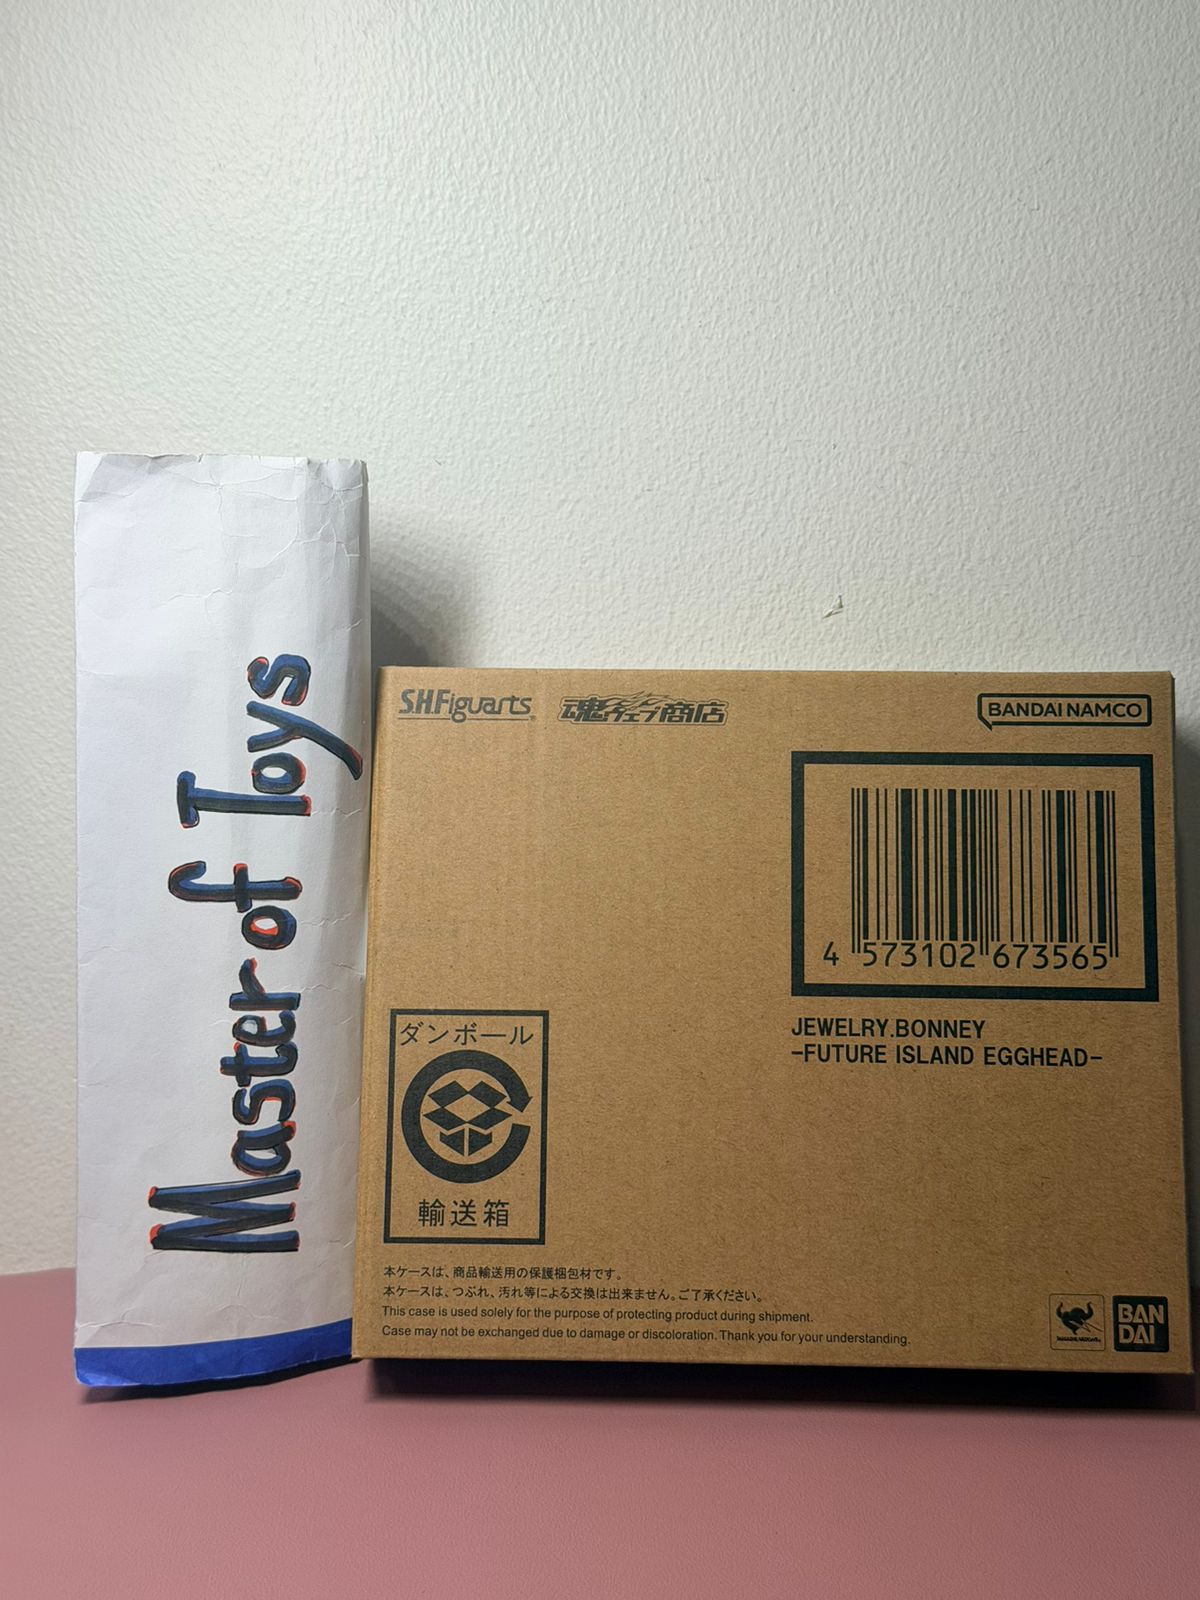 Master of Toys
S.H.Figuarts
魂ウェブ商店
BANDAI NAMCO
4 573102 673565
JEWELRY.BONNEY
-FUTURE ISLAND EGGHEAD-
ダンボール
輸送箱
本ケースは、商品輸送用の保護梱包材です。
本ケースは、つぶれ、汚れ等による交換は出来ません。ご了承ください。
This case is used solely for the purpose of protecting product during shipment.
Case may not be exchanged due to damage or discoloration. Thank you for your understanding.
TAMASHII NATIONS
BAN
DAI